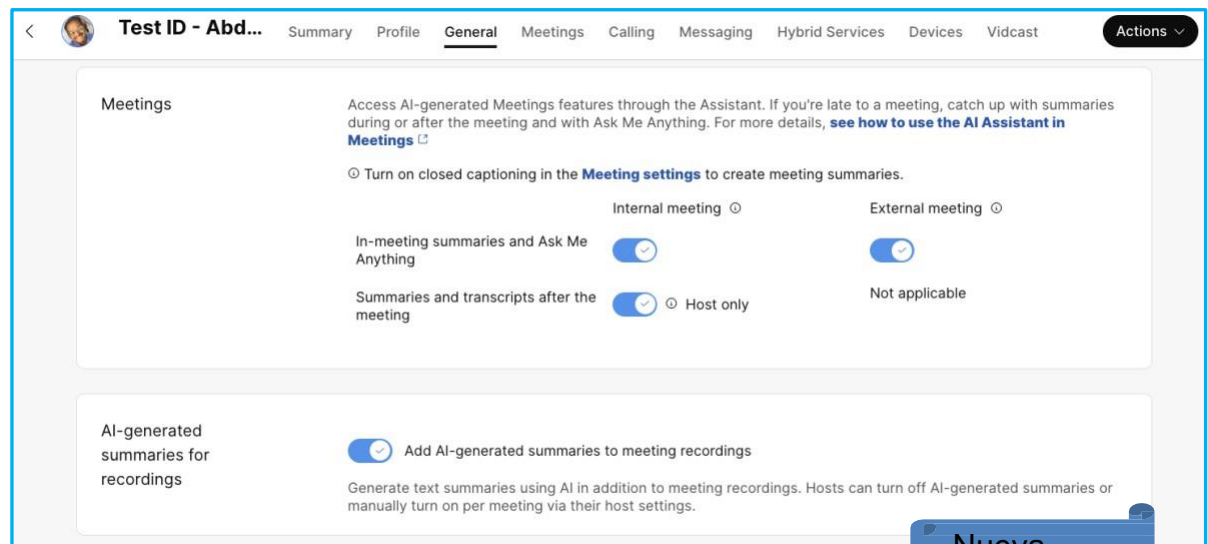 Test ID - Abd...
Summary Profile General Meetings Calling Messaging Hybrid Services Devices Vidcast
Actions
Meetings
Access AI-generated Meetings features through the Assistant. If you're late to a meeting, catch up with summaries
during or after the meeting and with Ask Me Anything. For more details, see how to use the AI Assistant in
Meetings
Turn on closed captioning in the Meeting settings to create meeting summaries.
Internal meeting External meeting
In-meeting summaries and Ask Me
Anything
Summaries and transcripts after the
meeting
Host only
Not applicable
AI-generated
summaries for
recordings
Add AI-generated summaries to meeting recordings
Generate text summaries using AI in addition to meeting recordings. Hosts can turn off AI-generated summaries or
manually turn on per meeting via their host settings.